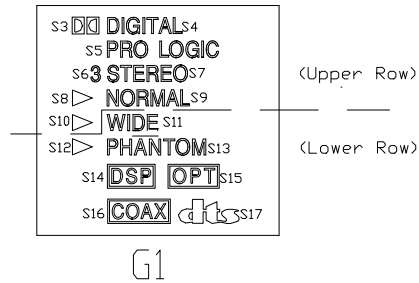 S3 DD DIGITAL S4
S5 PRO LOGIC
S6 3 STEREO S7
(Upper Row)
S8 NORMAL S9
S10 WIDE S11
S12 PHANTOM S13
(Lower Row)
S14 DSP OPT S15
S16 COAX dts S17
G1